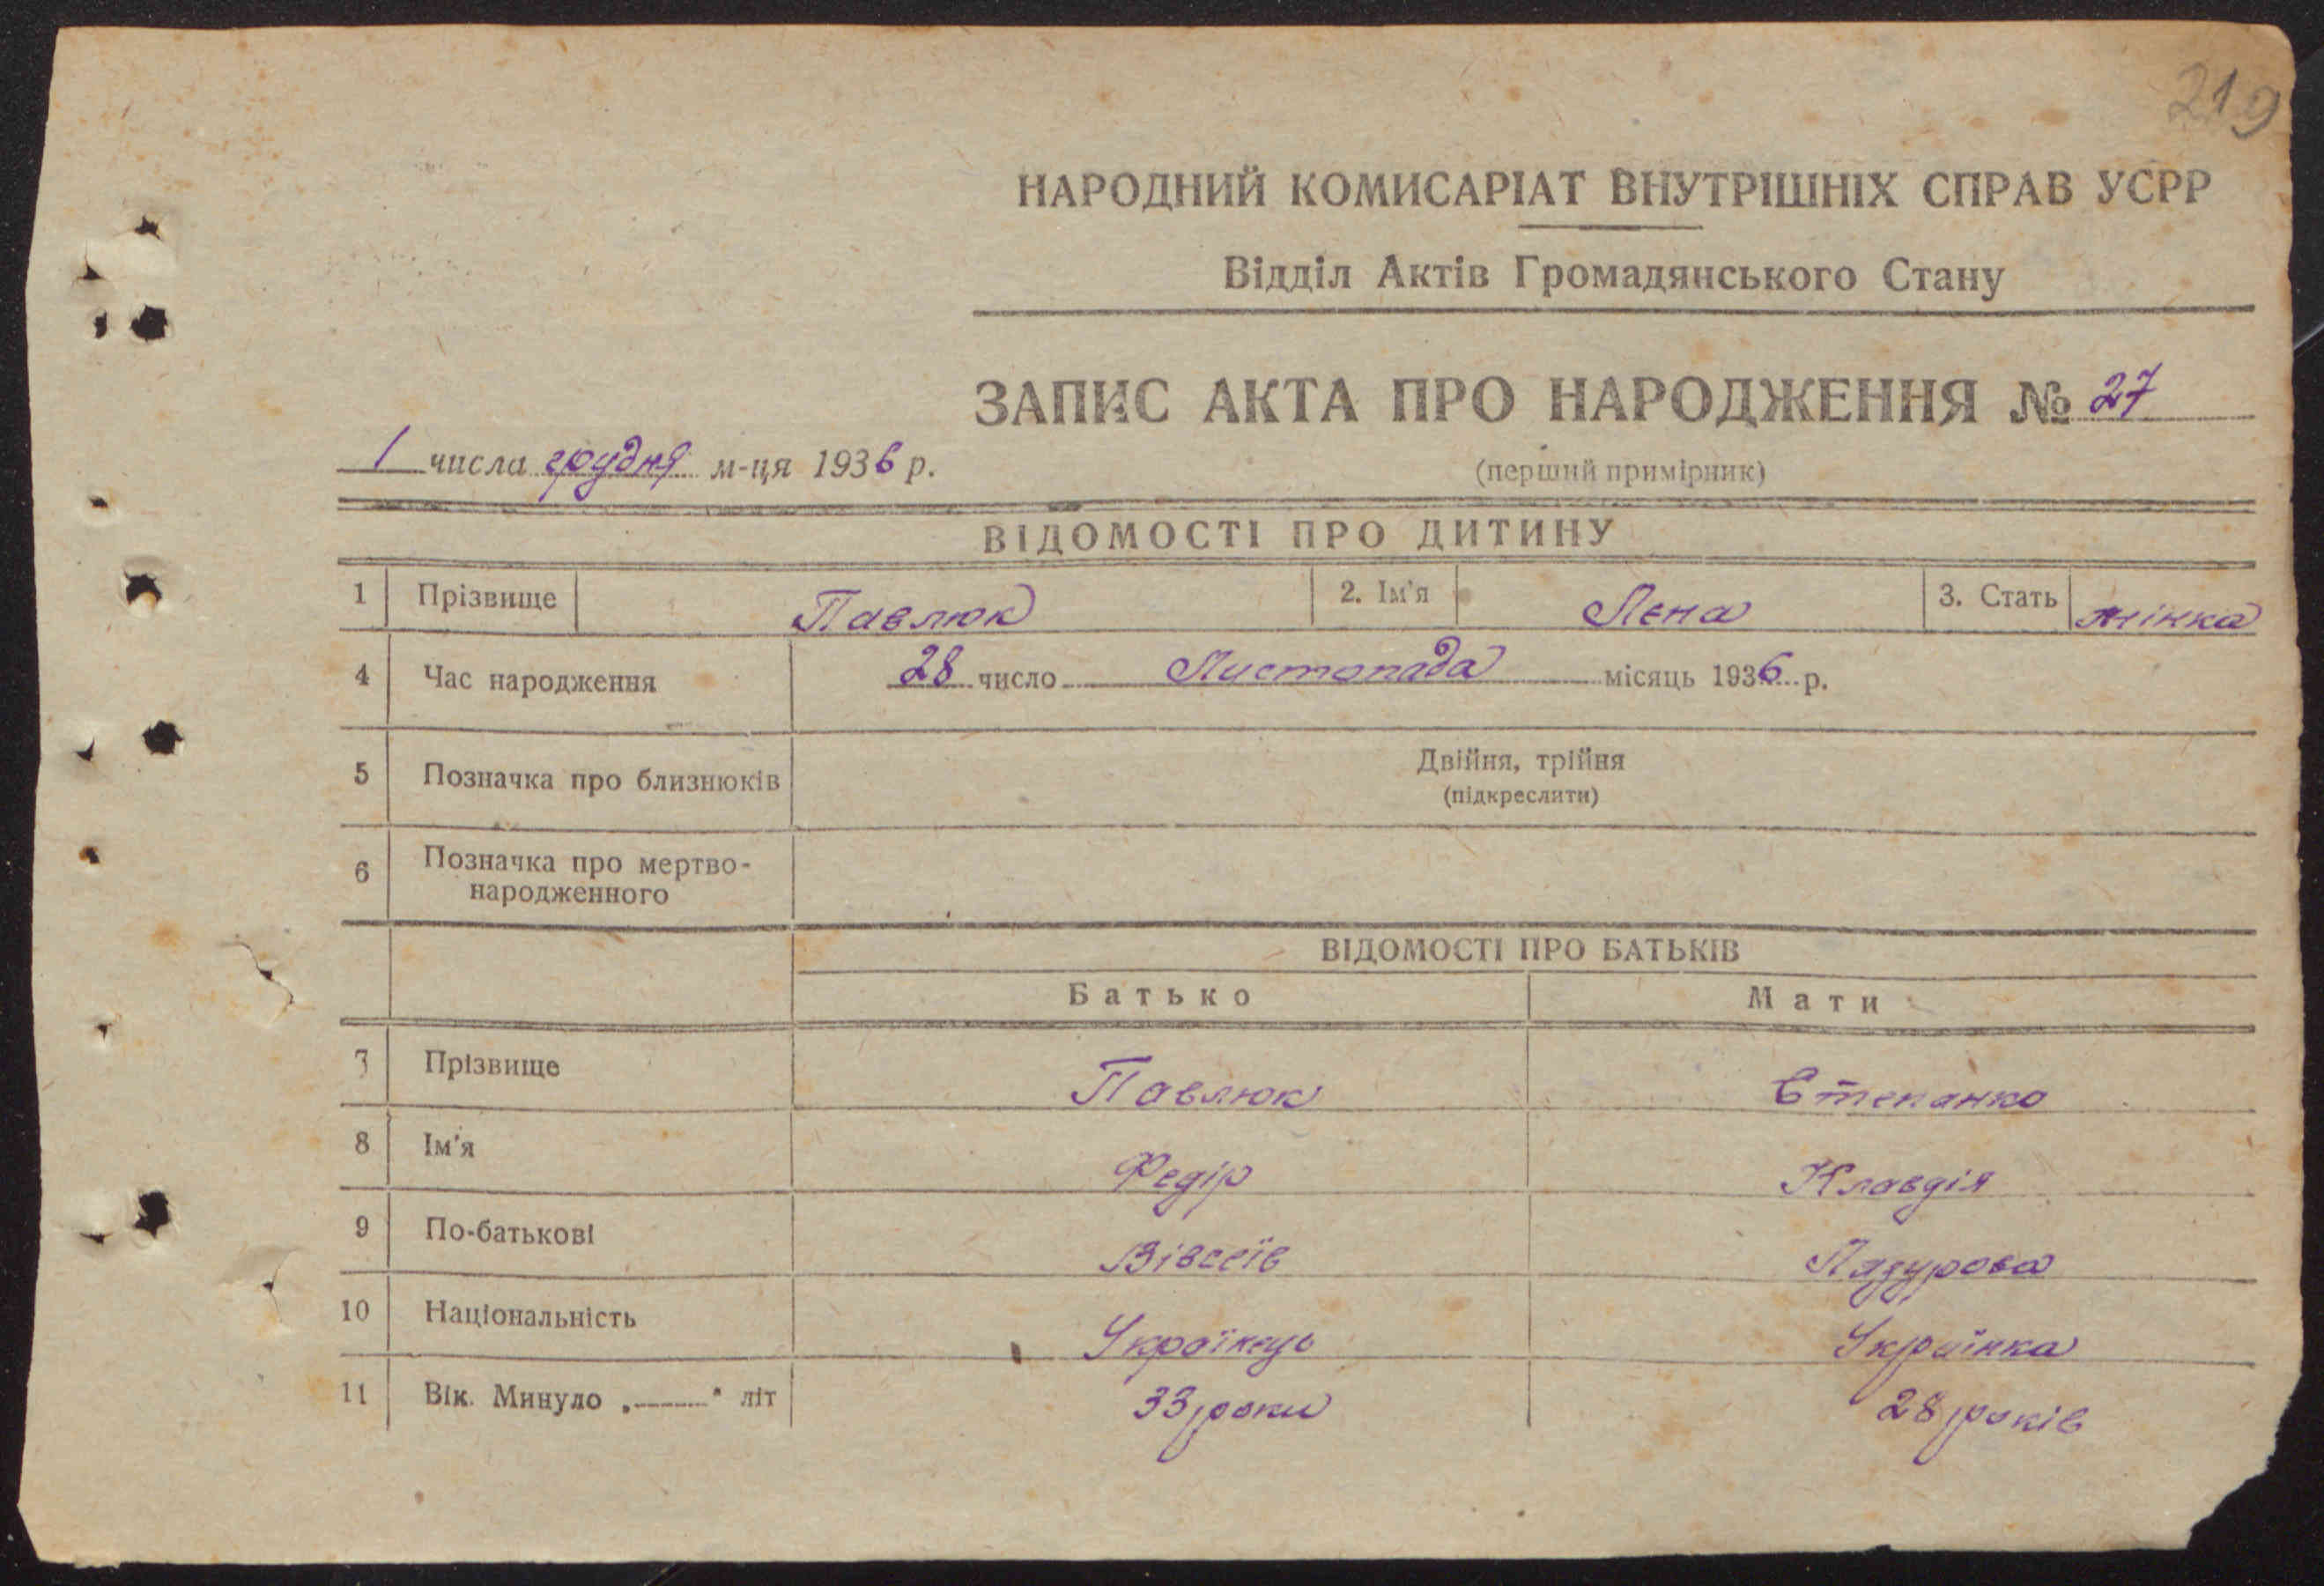 219
НАРОДНИЙ КОМИСАРІАТ ВНУТРІШНІХ СПРАВ УСРР
Відділ Актів Громадянського Стану
ЗАПИС АКТА ПРО НАРОДЖЕННЯ № 27
1 числа грудня м-ця 1936 р.
(перший примірник)
ВІДОМОСТІ ПРО ДИТИНУ
1 Прізвище Павлюк 2. Ім'я Лєна 3. Стать жінка
4 Час народження 28 число Листопада місяць 1936 р.
5 Позначка про близнюків Двійня, трійня
(підкреслити)
6 Позначка про мертво-
народженного
ВІДОМОСТІ ПРО БАТЬКІВ
Батько Мати
7 Прізвище Павлюк Степанко
8 Ім'я Федір Клавдія
9 По-батькові Вівсеїв Лазурова
10 Національність Українець Українка
11 Вік. Минуло „——" літ 33 роки 28 років